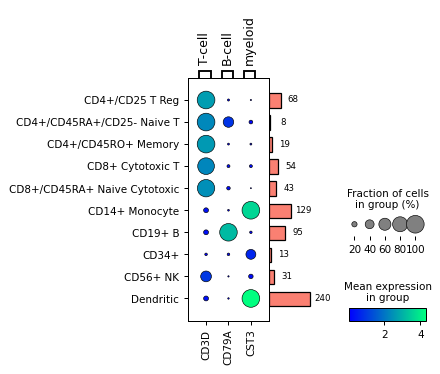 T-cell
B-cell
myeloid
CD4+/CD25 T Reg 68
CD4+/CD45RA+/CD25- Naive T 8
CD4+/CD45RO+ Memory 19
CD8+ Cytotoxic T 54
CD8+/CD45RA+ Naive Cytotoxic 43
CD14+ Monocyte 129
CD19+ B 95
CD34+ 13
CD56+ NK 31
Dendritic 240
CD3D
CD79A
CST3
Fraction of cells
in group (%)
20 40 60 80 100
Mean expression
in group
2 4